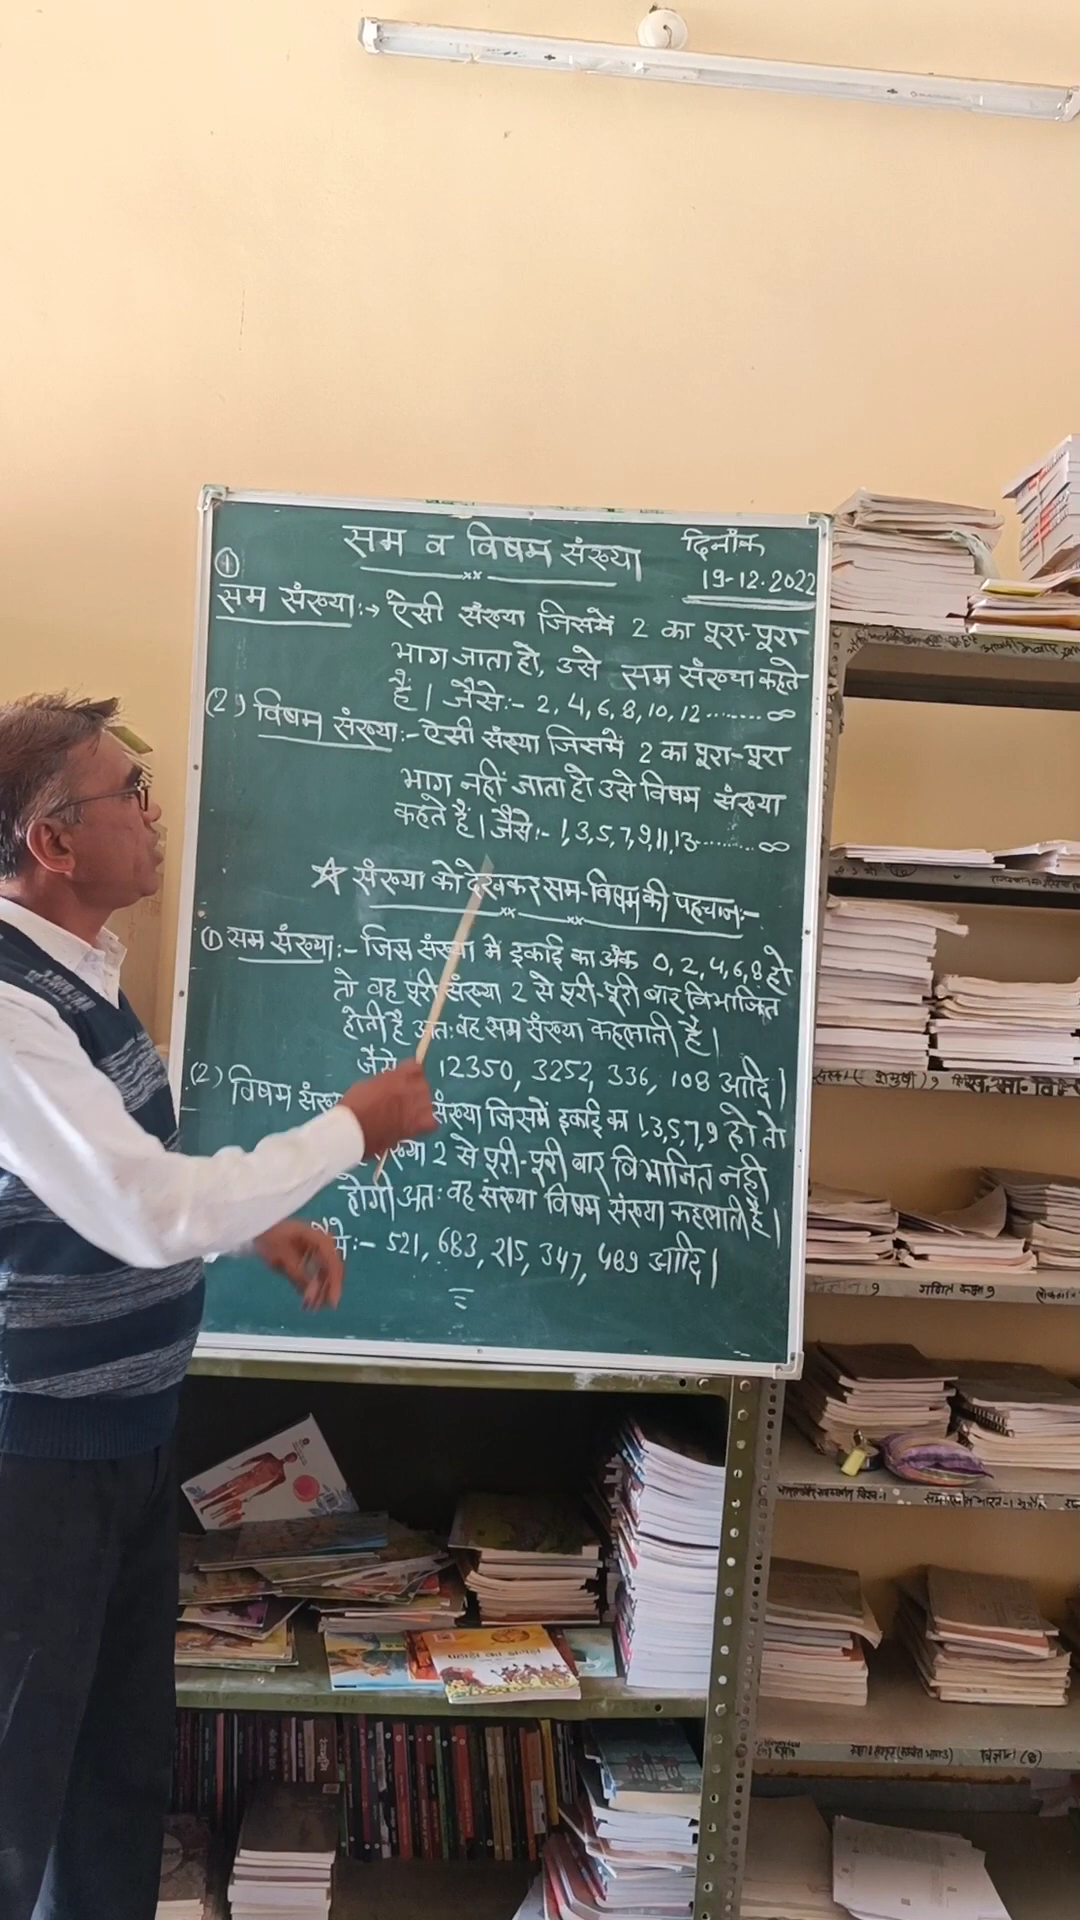 सम व विषम संख्या
दिनाँक
19-12-2022
①
सम संख्या:→ ऐसी संख्या जिसमें 2 का पूरा-पूरा
भाग जाता हो, उसे सम संख्या कहते
हैं। जैसे:- 2, 4, 6, 8, 10, 12........∞
(2) विषम संख्या:- ऐसी संख्या जिसमें 2 का पूरा-पूरा
भाग नहीं जाता हो उसे विषम संख्या
कहते हैं। जैसे:- 1, 3, 5, 7, 9, 11, 13.........∞
☆ संख्या को देखकर सम-विषम की पहचान:-
① सम संख्या:- जिस संख्या में इकाई का अंक 0, 2, 4, 6, 8 हो
तो वह पूरी संख्या 2 से पूरी-पूरी बार विभाजित
होती है अतः वह सम संख्या कहलाती है।
जैसे 12350, 3252, 336, 108 आदि।
(2) विषम संख्या संख्या जिसमें इकाई का 1, 3, 5, 7, 9 हो तो
2 से पूरी-पूरी बार विभाजित नहीं
होगी अतः वह संख्या विषम संख्या कहलाती है।
जैसे:- 521, 683, 215, 347, 489 आदि।
गणित कक्षा 9